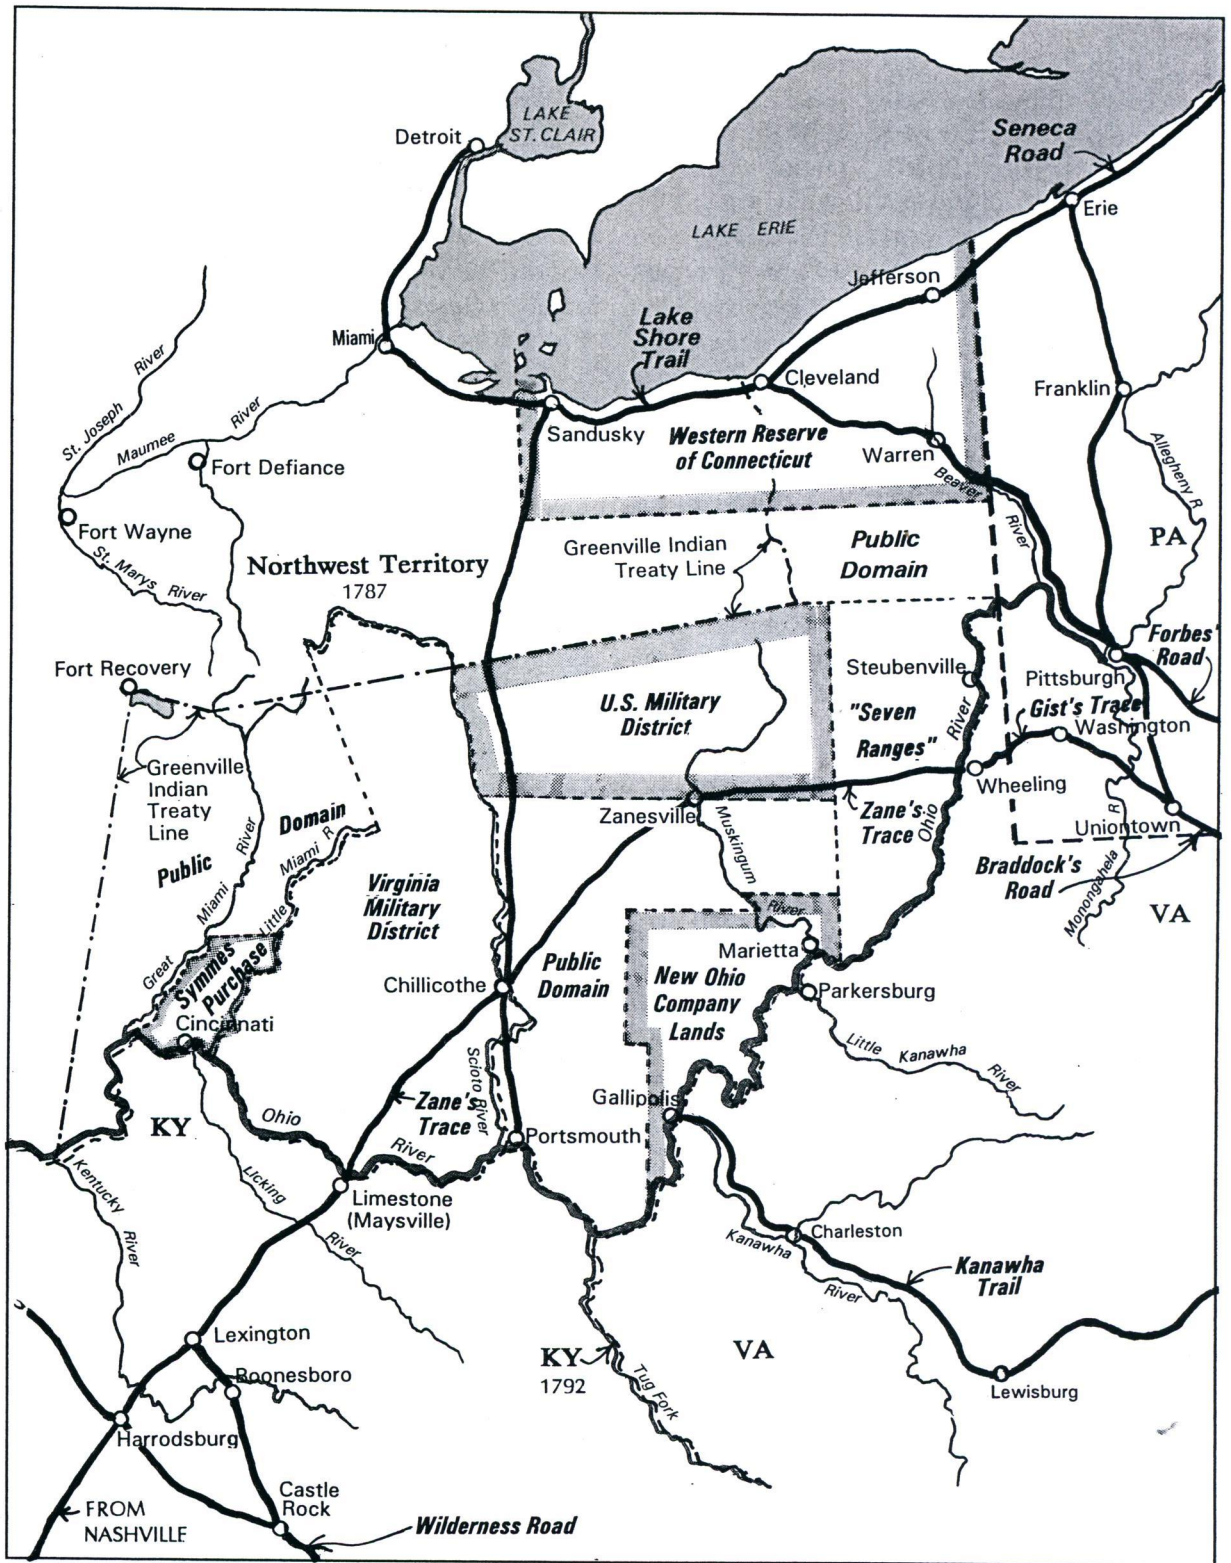 LAKE
ST. CLAIR
Detroit
Seneca
Road
Erie
LAKE ERIE
Jefferson
Lake
Shore
Trail
Miami
Cleveland
Franklin
St. Joseph River
Maumee River
Sandusky
Western Reserve
of Connecticut
Warren
Allegheny R
Fort Defiance
Beaver River
Fort Wayne
St. Marys River
Northwest Territory
1787
Greenville Indian
Treaty Line
Public
Domain
PA
Fort Recovery
Steubenville
Pittsburgh
Forbes'
Road
U.S. Military
District
"Seven
Ranges"
Gist's Trace
Washington
Greenville
Indian
Treaty
Line
Wheeling
Zanesville
Zane's
Trace
Ohio River
Uniontown
Domain
Public
Great Miami River
Little Miami R
Virginia
Military
District
Muskingum River
Braddock's
Road
Monongahela R
VA
Symmes
Purchase
Marietta
Chillicothe
Public
Domain
New Ohio
Company
Lands
Parkersburg
Cincinnati
Little Kanawha River
KY
Ohio River
Zane's
Trace
Scioto River
Gallipolis
Portsmouth
Kentucky River
Licking River
Limestone
(Maysville)
Charleston
Kanawha River
Kanawha
Trail
Lexington
KY
1792
VA
Tug Fork
Boonesboro
Lewisburg
Harrodsburg
Castle
Rock
FROM
NASHVILLE
Wilderness Road